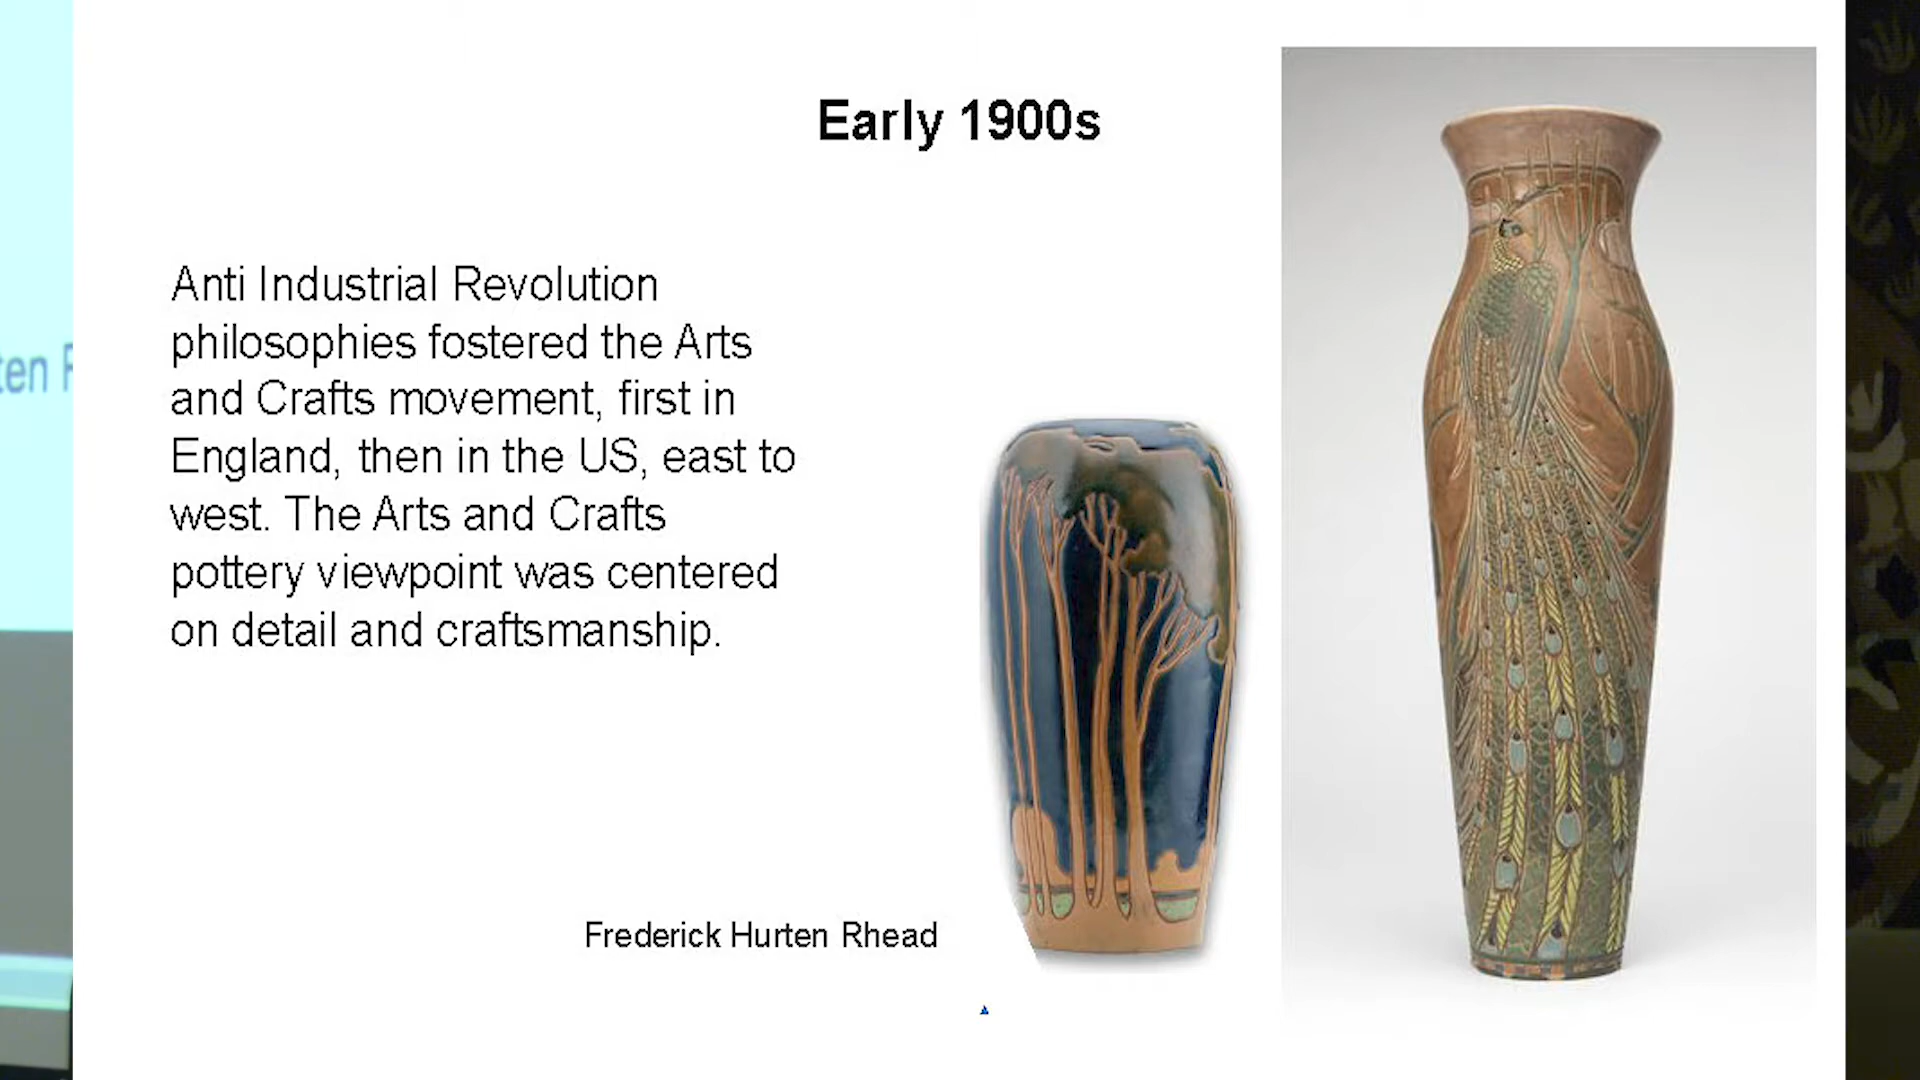 Early 1900s
Anti Industrial Revolution
philosophies fostered the Arts
and Crafts movement, first in
England, then in the US, east to
west. The Arts and Crafts
pottery viewpoint was centered
on detail and craftsmanship.
Frederick Hurten Rhead
ten